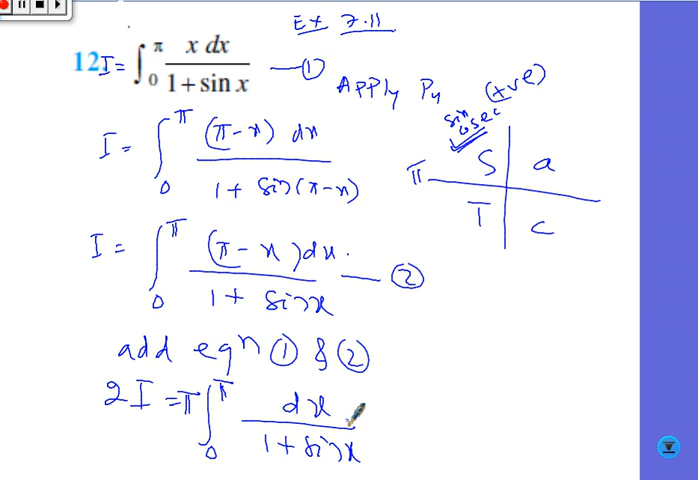 Ex 7.11
12 I = ∫₀^π x dx / 1 + sin x — ①
Apply P4 (+ve)
sin
cosec
I = ∫₀^π (π - x) dx / 1 + sin(π - x)
π S a
T C
I = ∫₀^π (π - x) dx. / 1 + sin x — ②
add eqn ① & ②
2I = π ∫₀^π dx / 1 + sin x